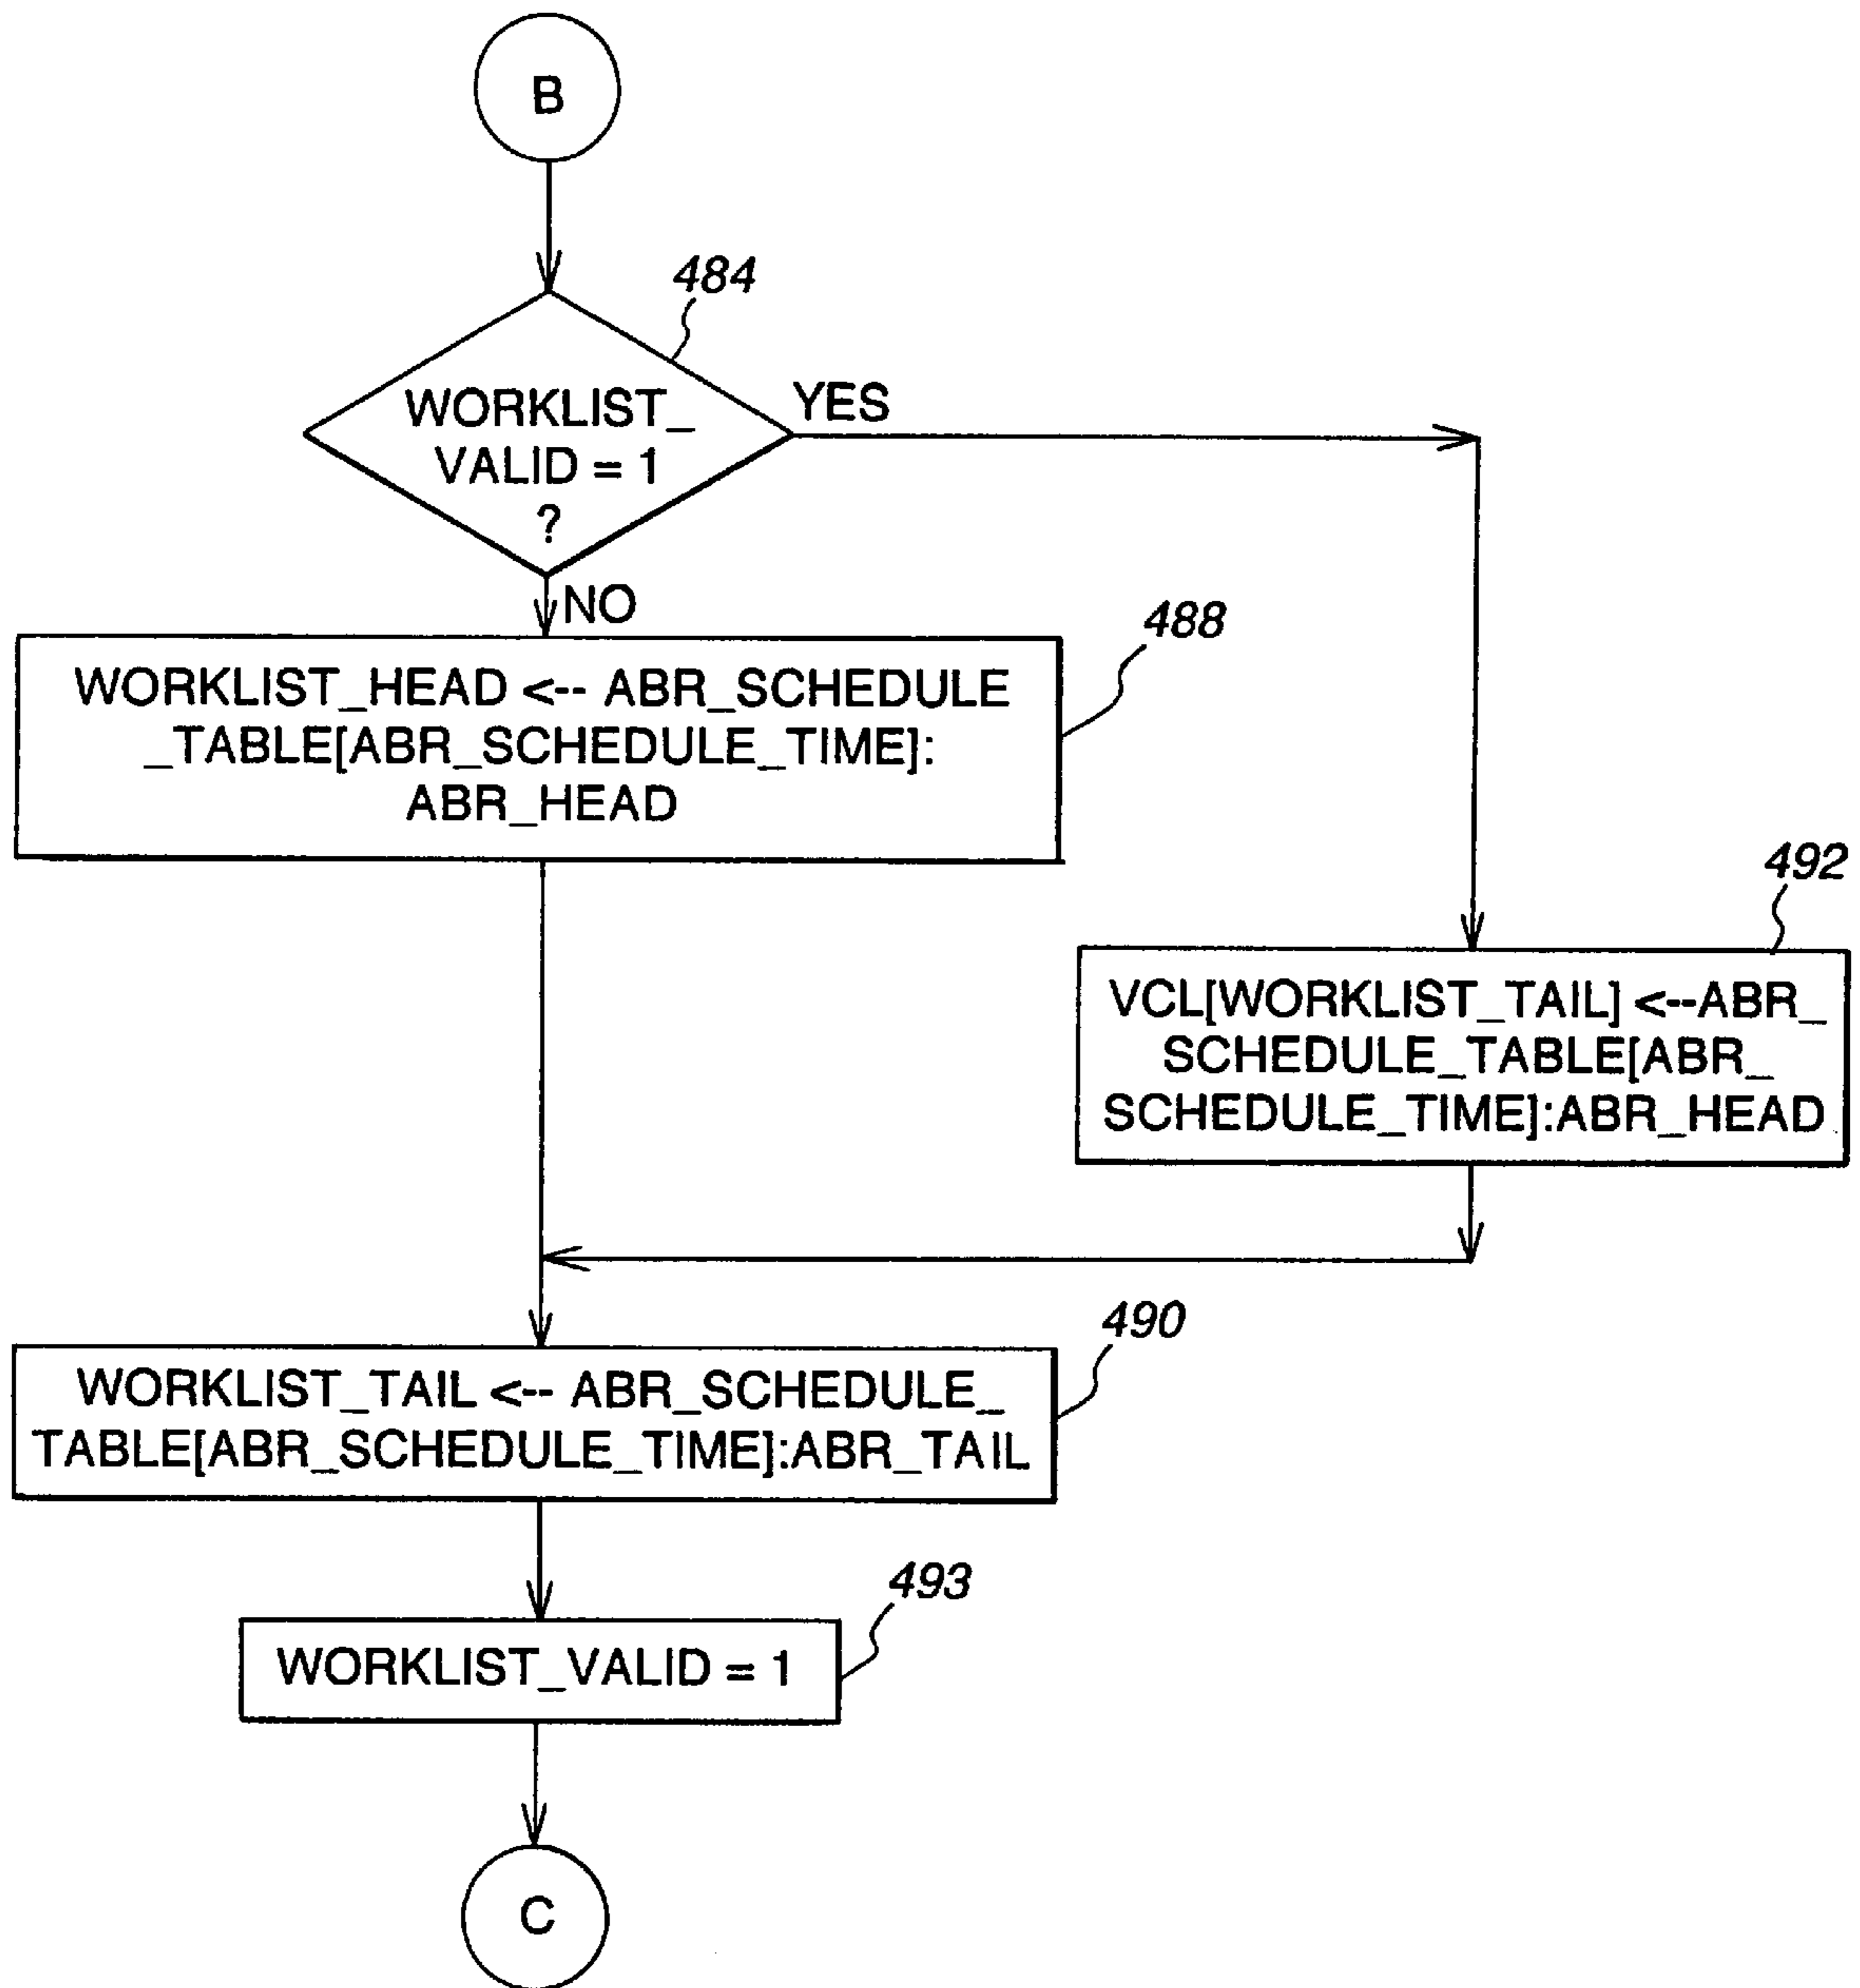 B
484
WORKLIST_
VALID = 1
?
YES
NO
488
WORKLIST_HEAD <-- ABR_SCHEDULE
_TABLE[ABR_SCHEDULE_TIME]:
ABR_HEAD
492
VCL[WORKLIST_TAIL] <--ABR_
SCHEDULE_TABLE[ABR_
SCHEDULE_TIME]:ABR_HEAD
490
WORKLIST_TAIL <-- ABR_SCHEDULE_
TABLE[ABR_SCHEDULE_TIME]:ABR_TAIL
493
WORKLIST_VALID = 1
C